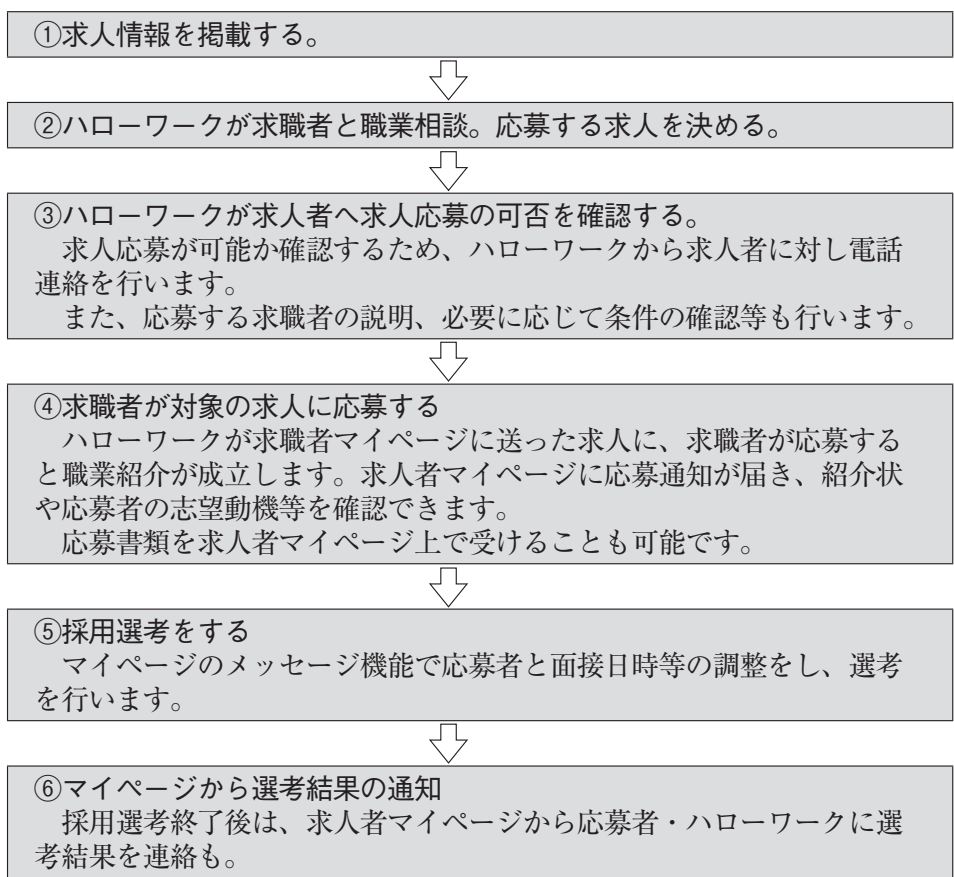 ①求人情報を掲載する。
②ハローワークが求職者と職業相談。応募する求人を決める。
③ハローワークが求人者へ求人応募の可否を確認する。
　求人応募が可能か確認するため、ハローワークから求人者に対し電話
連絡を行います。
　また、応募する求職者の説明、必要に応じて条件の確認等も行います。
④求職者が対象の求人に応募する
　ハローワークが求職者マイページに送った求人に、求職者が応募する
と職業紹介が成立します。求人者マイページに応募通知が届き、紹介状
や応募者の志望動機等を確認できます。
　応募書類を求人者マイページ上で受けることも可能です。
⑤採用選考をする
　マイページのメッセージ機能で応募者と面接日時等の調整をし、選考
を行います。
⑥マイページから選考結果の通知
　採用選考終了後は、求人者マイページから応募者・ハローワークに選
考結果を連絡も。